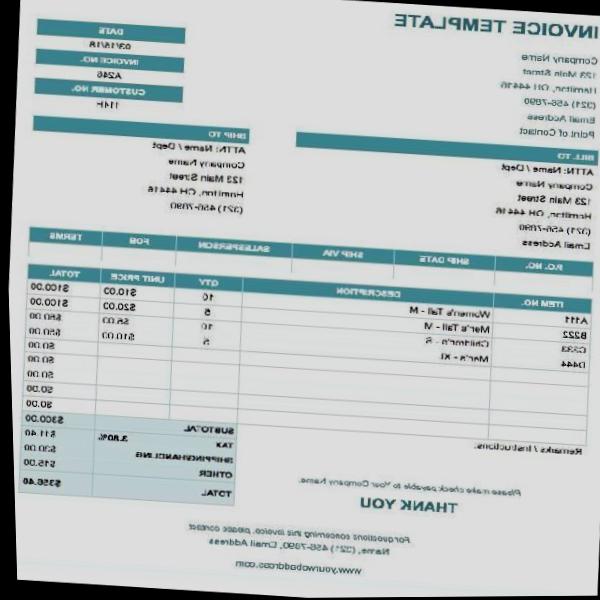 INVOICE TEMPLATE
Company Name
123 Main Street
Hamilton, OH 44416
(321) 456-7890
Email Address
Point of Contact
DATE
03/15/18
INVOICE NO.
A246
CUSTOMER NO.
114H
BILL TO
ATTN: Name / Dept
Company Name
123 Main Street
Hamilton, OH 44416
(321) 456-7890
Email Address
SHIP TO
ATTN: Name / Dept
Company Name
123 Main Street
Hamilton, OH 44416
(321) 456-7890
P.O. NO. SHIP DATE SHIP VIA SALESPERSON FOB TERMS
ITEM NO. DESCRIPTION QTY UNIT PRICE TOTAL
A111 Women's Tall - M 10 $10.00 $100.00
B222 Men's Tall - M 5 $20.00 $100.00
C333 Children's - S 10 $5.00 $50.00
D444 Men's - XL 5 $10.00 $50.00
$0.00
$0.00
$0.00
$0.00
$0.00
Remarks / Instructions:
SUBTOTAL $300.00
TAX 3.80% $11.40
SHIPPING/HANDLING $30.00
OTHER $15.00
TOTAL $356.40
Please make check payable to Your Company Name.
THANK YOU
For questions concerning this invoice, please contact
Name, (321) 456-7890, Email Address
www.yourwebaddress.com